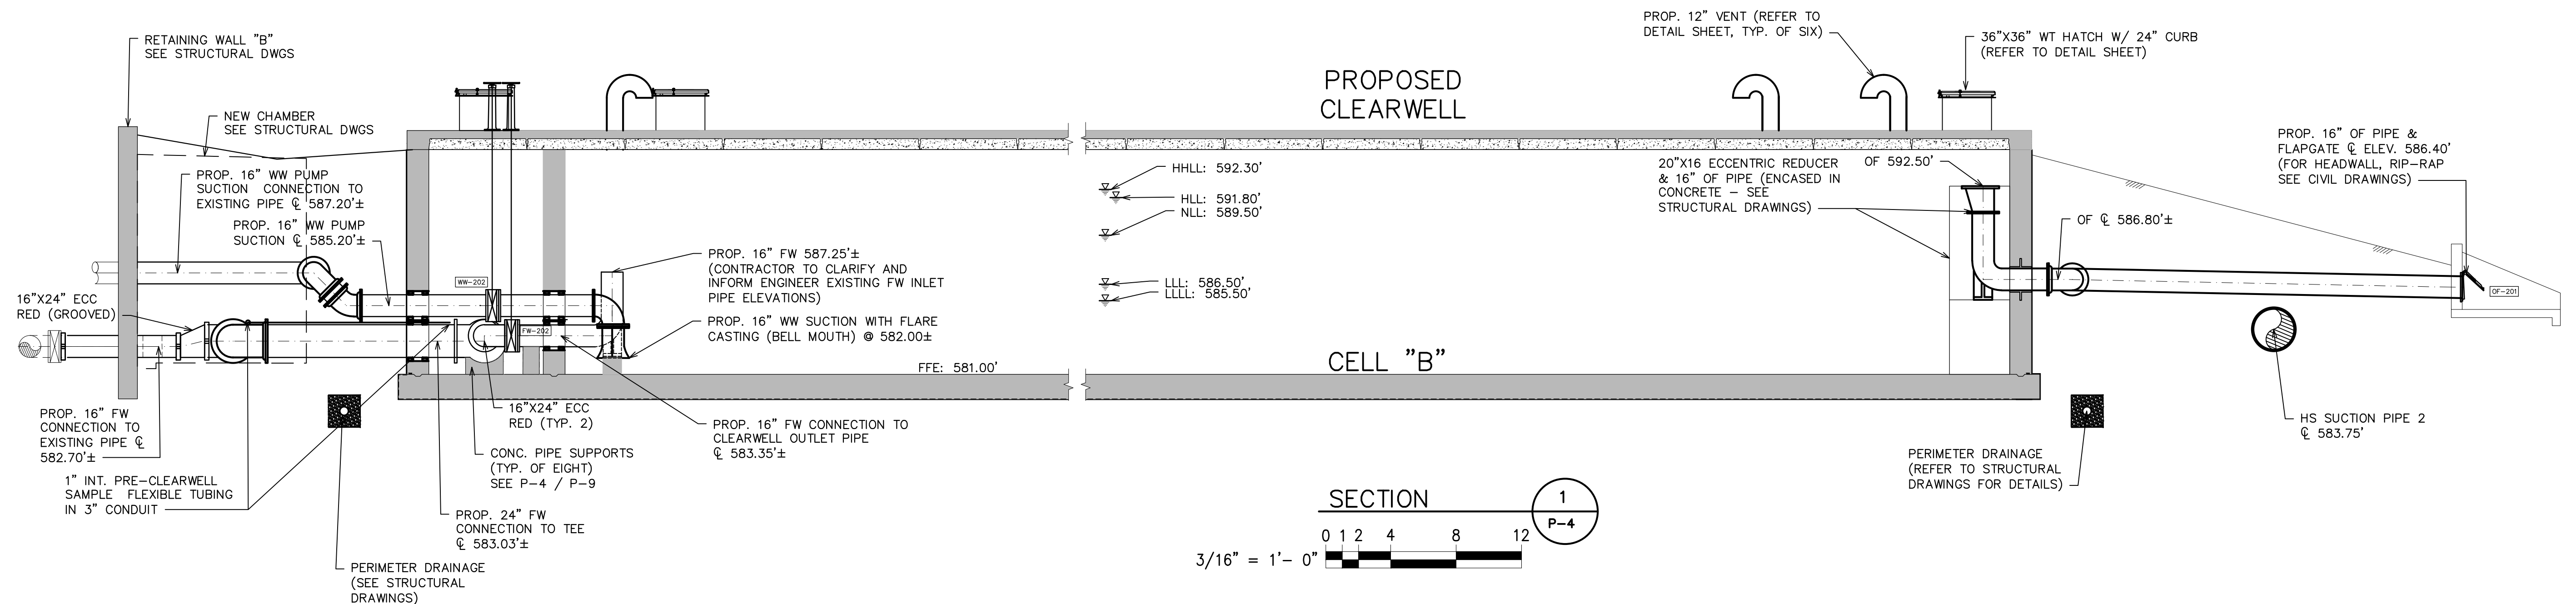 RETAINING WALL "B"
SEE STRUCTURAL DWGS
NEW CHAMBER
SEE STRUCTURAL DWGS
PROP. 16" WW PUMP
SUCTION CONNECTION TO
EXISTING PIPE ℄ 587.20'±
PROP. 16" WW PUMP
SUCTION ℄ 585.20'±
16"X24" ECC
RED (GROOVED)
PROP. 16" FW
CONNECTION TO
EXISTING PIPE ℄
582.70'±
1" INT. PRE-CLEARWELL
SAMPLE FLEXIBLE TUBING
IN 3" CONDUIT
PERIMETER DRAINAGE
(SEE STRUCTURAL
DRAWINGS)
PROP. 24" FW
CONNECTION TO TEE
℄ 583.03'±
CONC. PIPE SUPPORTS
(TYP. OF EIGHT)
SEE P-4 / P-9
16"X24" ECC
RED (TYP. 2)
WW-202
FW-202
PROP. 16" FW 587.25'±
(CONTRACTOR TO CLARIFY AND
INFORM ENGINEER EXISTING FW INLET
PIPE ELEVATIONS)
PROP. 16" WW SUCTION WITH FLARE
CASTING (BELL MOUTH) @ 582.00±
PROP. 16" FW CONNECTION TO
CLEARWELL OUTLET PIPE
℄ 583.35'±
FFE: 581.00'
PROPOSED
CLEARWELL
HHLL: 592.30'
HLL: 591.80'
NLL: 589.50'
LLL: 586.50'
LLLL: 585.50'
CELL "B"
PROP. 12" VENT (REFER TO
DETAIL SHEET, TYP. OF SIX)
36"X36" WT HATCH W/ 24" CURB
(REFER TO DETAIL SHEET)
20"X16 ECCENTRIC REDUCER
& 16" OF PIPE (ENCASED IN
CONCRETE - SEE
STRUCTURAL DRAWINGS)
OF 592.50'
OF ℄ 586.80'±
PROP. 16" OF PIPE &
FLAPGATE ℄ ELEV. 586.40'
(FOR HEADWALL, RIP-RAP
SEE CIVIL DRAWINGS)
OF-201
HS SUCTION PIPE 2
℄ 583.75'
PERIMETER DRAINAGE
(REFER TO STRUCTURAL
DRAWINGS FOR DETAILS)
SECTION
1
P-4
0 1 2 4 8 12
3/16" = 1'- 0"